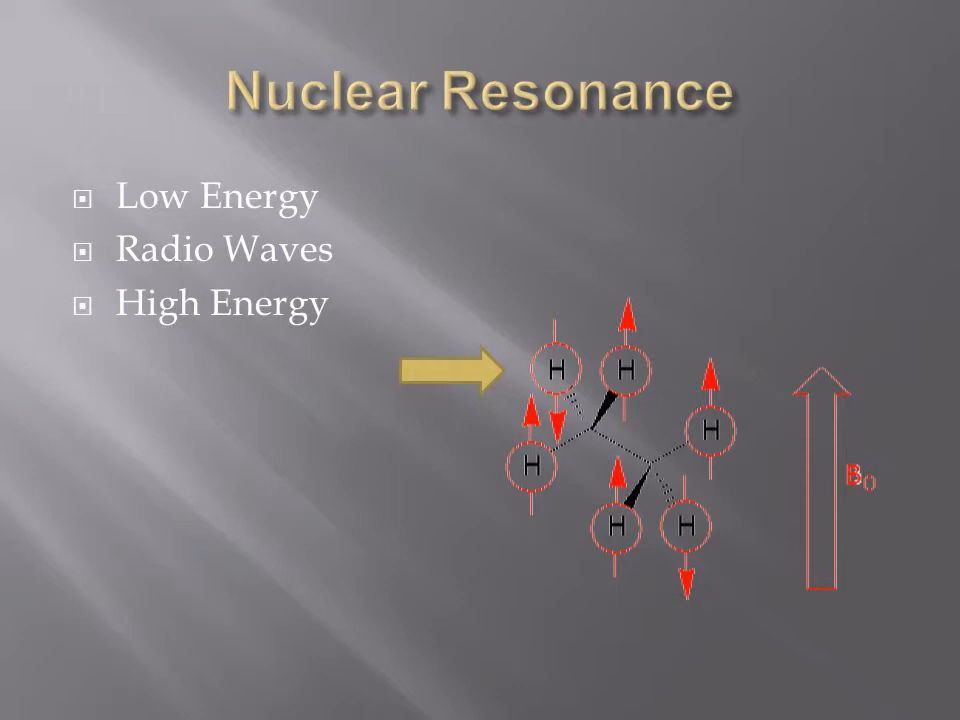 Nuclear Resonance
Low Energy
Radio Waves
High Energy
H H
H
H
H H
B0